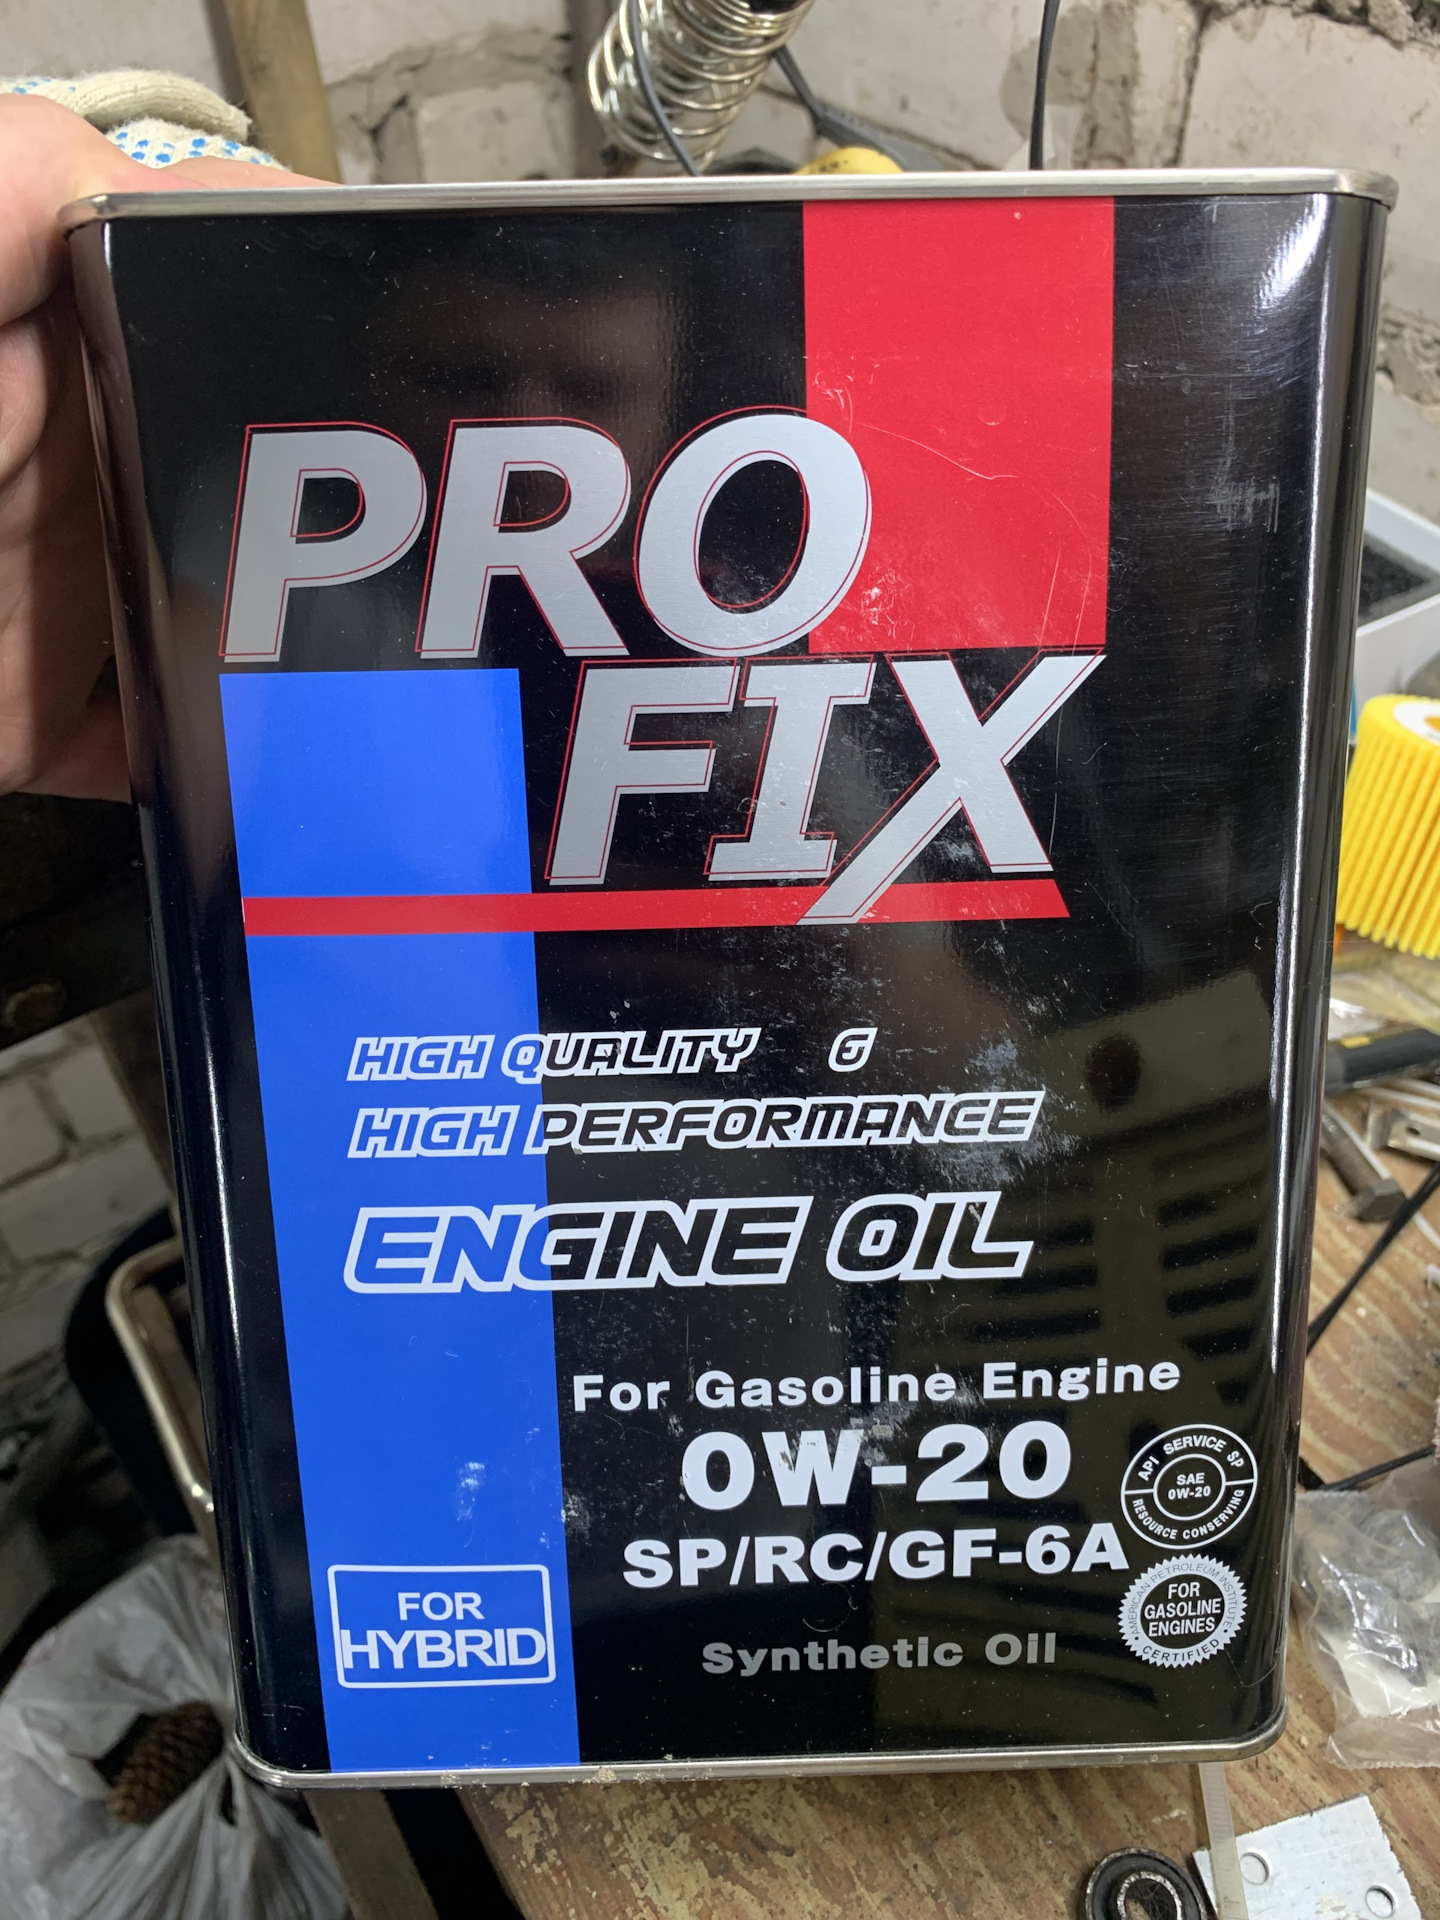 PRO
FIX
HIGH QUALITY &
HIGH PERFORMANCE
ENGINE OIL
For Gasoline Engine
0W-20
SP/RC/GF-6A
Synthetic Oil
API SERVICE SP
SAE
0W-20
RESOURCE CONSERVING
AMERICAN PETROLEUM INSTITUTE
FOR
GASOLINE
ENGINES
CERTIFIED
FOR
HYBRID